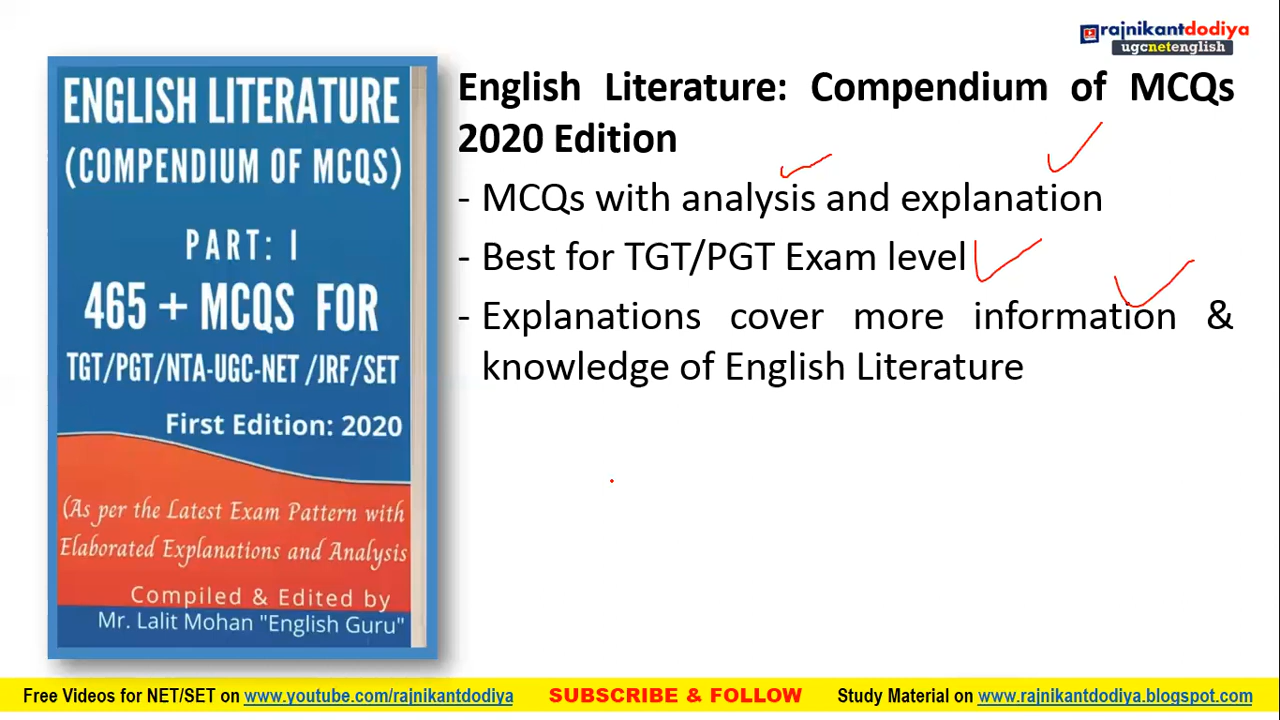 rajnikantdodiya
ugcnetenglish
ENGLISH LITERATURE
(COMPENDIUM OF MCQS)
PART: I
465 + MCQS FOR
TGT/PGT/NTA-UGC-NET /JRF/SET
First Edition: 2020
(As per the Latest Exam Pattern with
Elaborated Explanations and Analysis
Compiled & Edited by
Mr. Lalit Mohan "English Guru"
English Literature: Compendium of MCQs
2020 Edition
- MCQs with analysis and explanation
- Best for TGT/PGT Exam level
- Explanations cover more information &
knowledge of English Literature
Free Videos for NET/SET on www.youtube.com/rajnikantdodiya SUBSCRIBE & FOLLOW Study Material on www.rajnikantdodiya.blogspot.com